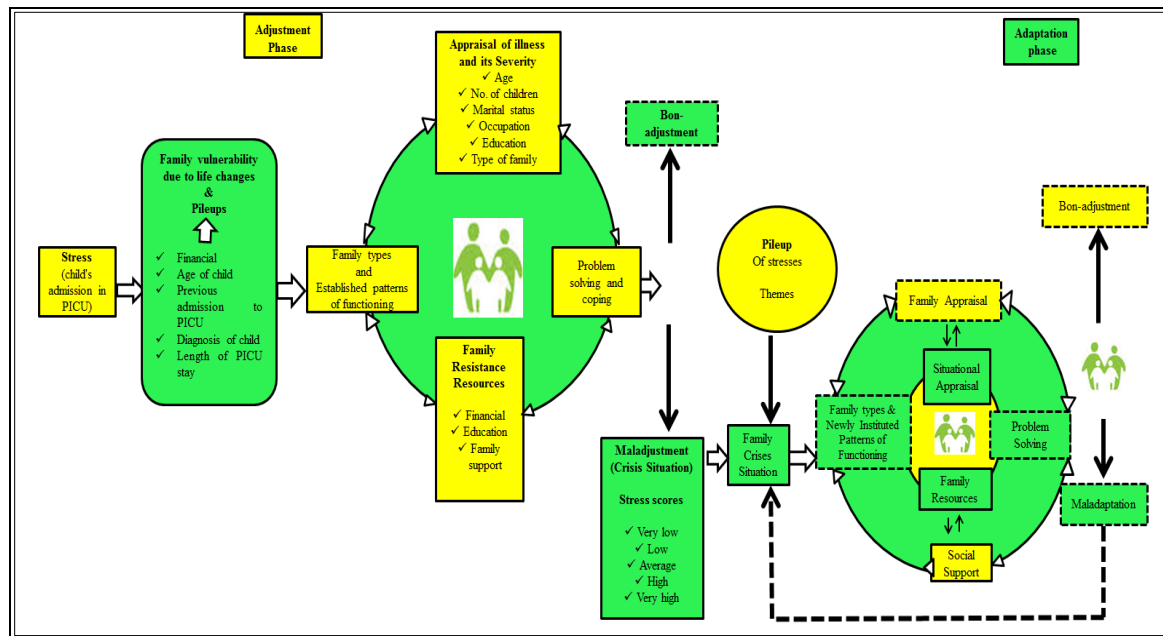 Adjustment
Phase
Adaptation
phase
Stress
(child's
admission in
PICU)
Family vulnerability
due to life changes
&
Pileups
✓ Financial
✓ Age of child
✓ Previous
admission to
PICU
✓ Diagnosis of child
✓ Length of PICU
stay
Appraisal of illness
and its Severity
✓ Age
✓ No. of children
✓ Marital status
✓ Occupation
✓ Education
✓ Type of family
Family types
and
Established patterns
of functioning
Problem
solving and
coping
Family
Resistance
Resources
✓ Financial
✓ Education
✓ Family
support
Bon-
adjustment
Maladjustment
(Crisis Situation)
Stress scores
✓ Very low
✓ Low
✓ Average
✓ High
✓ Very high
Pileup
Of stresses
Themes
Family
Crises
Situation
Family Appraisal
Situational
Appraisal
Family types &
Newly Instituted
Patterns of
Functioning
Problem
Solving
Family
Resources
Social
Support
Bon-adjustment
Maladaptation